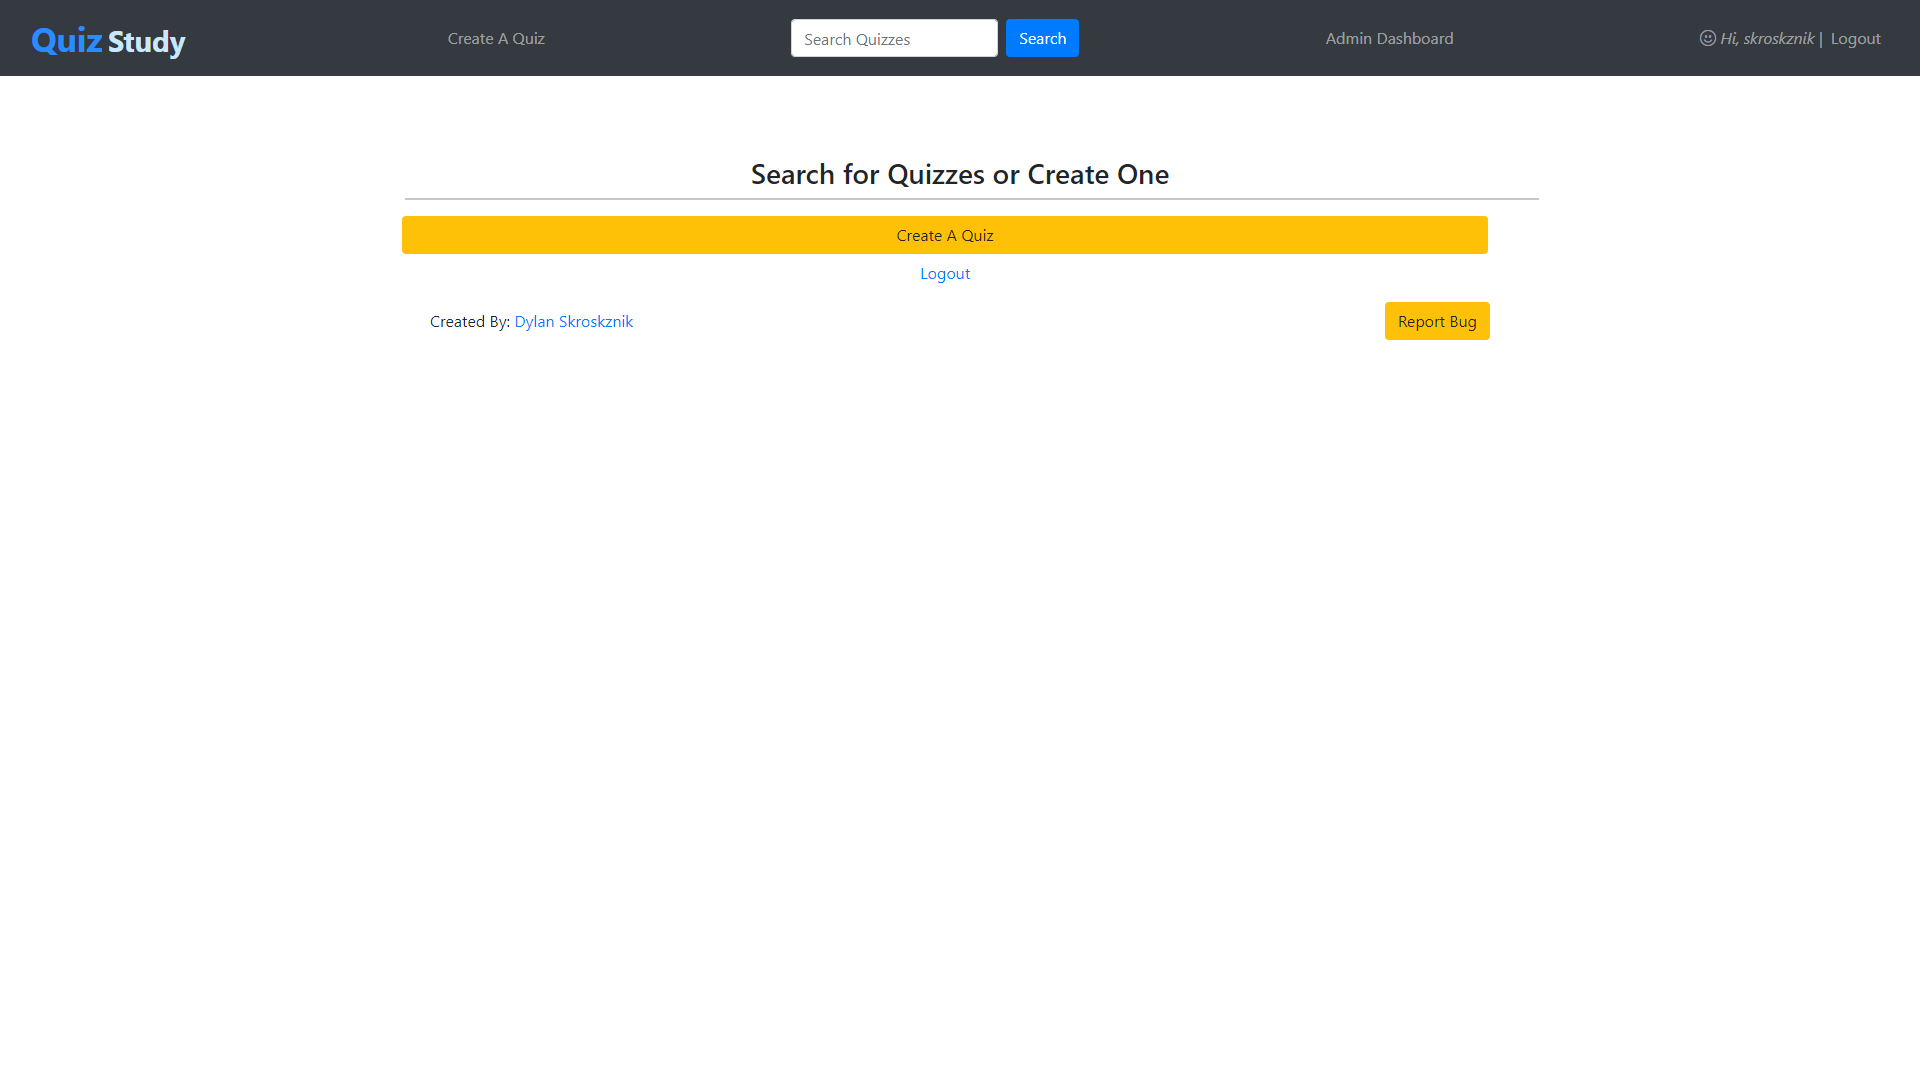 Quiz Study
Create A Quiz
Search Quizzes
Search
Admin Dashboard
Hi, skroskznik | Logout
Search for Quizzes or Create One
Create A Quiz
Logout
Created By: Dylan Skroskznik
Report Bug